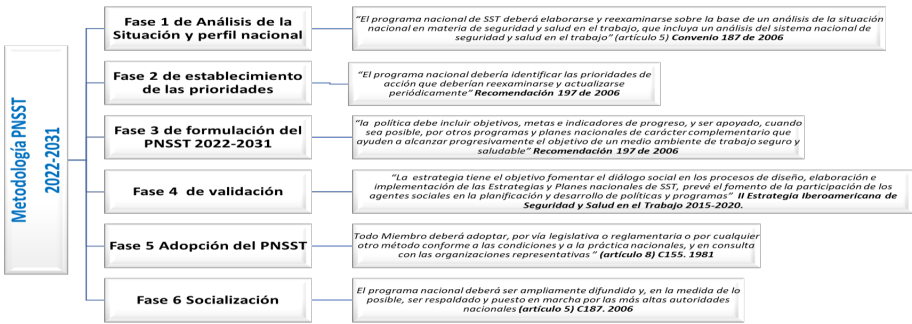 Metodología PNSST
2022-2031
Fase 1 de Análisis de la
Situación y perfil nacional
“El programa nacional de SST deberá elaborarse y reexaminarse sobre la base de un análisis de la situación
nacional en materia de seguridad y salud en el trabajo, que incluya un análisis del sistema nacional de
seguridad y salud en el trabajo” (artículo 5) Convenio 187 de 2006
Fase 2 de establecimiento
de las prioridades
“El programa nacional debería identificar las prioridades de
acción que deberían reexaminarse y actualizarse
periódicamente” Recomendación 197 de 2006
Fase 3 de formulación del
PNSST 2022-2031
“la política debe incluir objetivos, metas e indicadores de progreso, y ser apoyado, cuando
sea posible, por otros programas y planes nacionales de carácter complementario que
ayuden a alcanzar progresivamente el objetivo de un medio ambiente de trabajo seguro y
saludable” Recomendación 197 de 2006
Fase 4 de validación
“La estrategia tiene el objetivo fomentar el diálogo social en los procesos de diseño, elaboración e
implementación de las Estrategias y Planes nacionales de SST, prevé el fomento de la participación de los
agentes sociales en la planificación y desarrollo de políticas y programas” II Estrategia Iberoamericana de
Seguridad y Salud en el Trabajo 2015-2020.
Fase 5 Adopción del PNSST
Todo Miembro deberá adoptar, por vía legislativa o reglamentaria o por cualquier
otro método conforme a las condiciones y a la práctica nacionales, y en consulta
con las organizaciones representativas ” (artículo 8) C155. 1981
Fase 6 Socialización
El programa nacional deberá ser ampliamente difundido y, en la medida de lo
posible, ser respaldado y puesto en marcha por las más altas autoridades
nacionales (artículo 5) C187. 2006